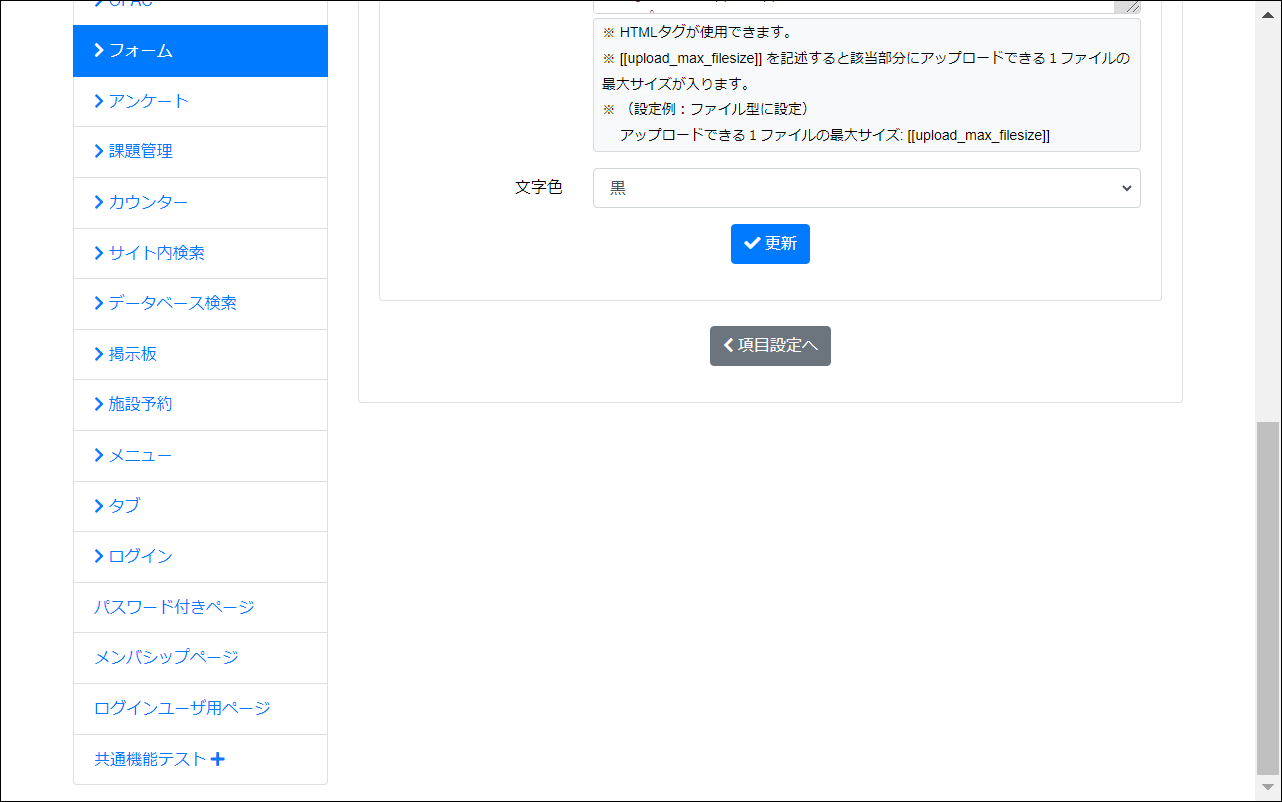 フォーム
アンケート
課題管理
カウンター
サイト内検索
データベース検索
掲示板
施設予約
メニュー
タブ
ログイン
パスワード付きページ
メンバシップページ
ログインユーザ用ページ
共通機能テスト
※ HTMLタグが使用できます。
※ [[upload_max_filesize]] を記述すると該当部分にアップロードできる１ファイルの
最大サイズが入ります。
※ （設定例：ファイル型に設定）
アップロードできる１ファイルの最大サイズ: [[upload_max_filesize]]
文字色
黒
更新
項目設定へ